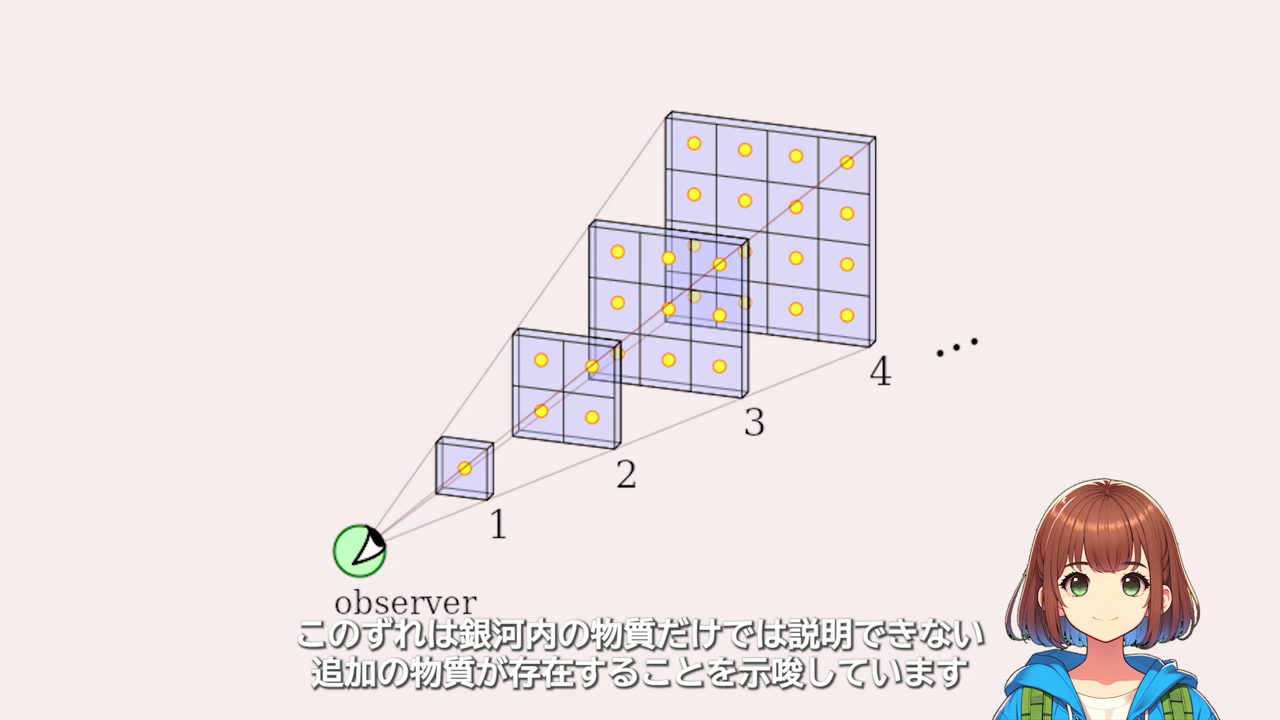 4
3
2
1
observer
このずれは銀河内の物質だけでは説明できない
追加の物質が存在することを示唆しています